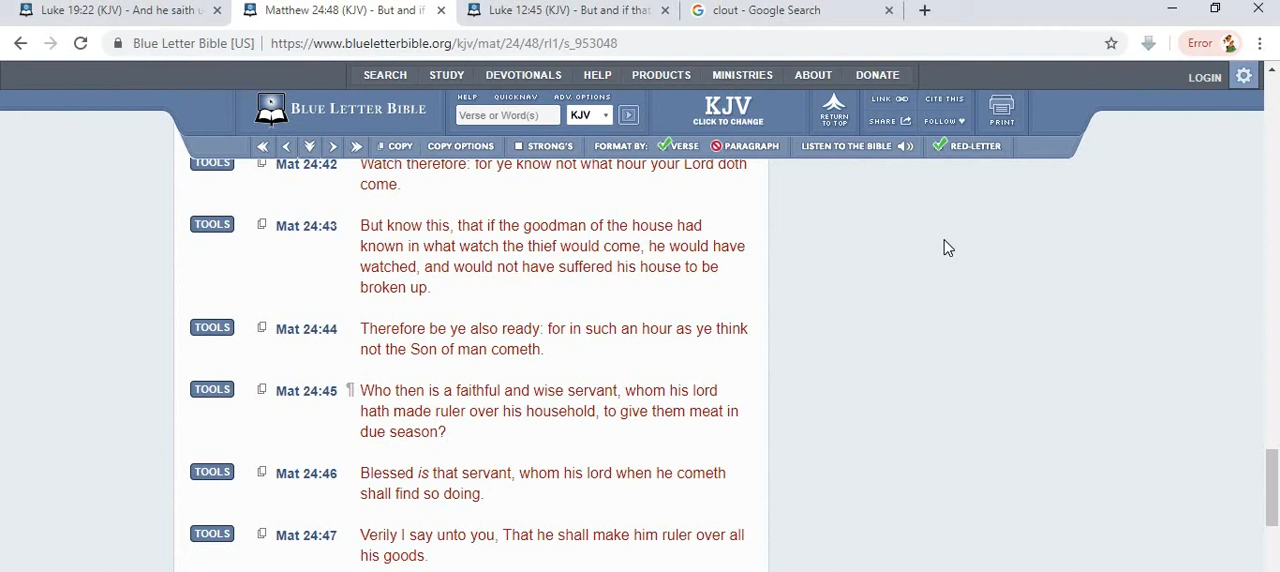 Luke 19:22 (KJV) - And he saith u
Matthew 24:48 (KJV) - But and if
Luke 12:45 (KJV) - But and if that
clout - Google Search
Blue Letter Bible [US] https://www.blueletterbible.org/kjv/mat/24/48/rl1/s_953048
Error
SEARCH STUDY DEVOTIONALS HELP PRODUCTS MINISTRIES ABOUT DONATE LOGIN
BLUE LETTER BIBLE
HELP QUICKNAV ADV. OPTIONS
Verse or Word(s) KJV
KJV
CLICK TO CHANGE
RETURN
TO TOP
LINK CITE THIS
SHARE FOLLOW
PRINT
COPY COPY OPTIONS STRONG'S FORMAT BY: VERSE PARAGRAPH LISTEN TO THE BIBLE RED-LETTER
TOOLS Mat 24:42 Watch therefore: for ye know not what hour your Lord doth
come.
TOOLS Mat 24:43 But know this, that if the goodman of the house had
known in what watch the thief would come, he would have
watched, and would not have suffered his house to be
broken up.
TOOLS Mat 24:44 Therefore be ye also ready: for in such an hour as ye think
not the Son of man cometh.
TOOLS Mat 24:45 ¶ Who then is a faithful and wise servant, whom his lord
hath made ruler over his household, to give them meat in
due season?
TOOLS Mat 24:46 Blessed is that servant, whom his lord when he cometh
shall find so doing.
TOOLS Mat 24:47 Verily I say unto you, That he shall make him ruler over all
his goods.